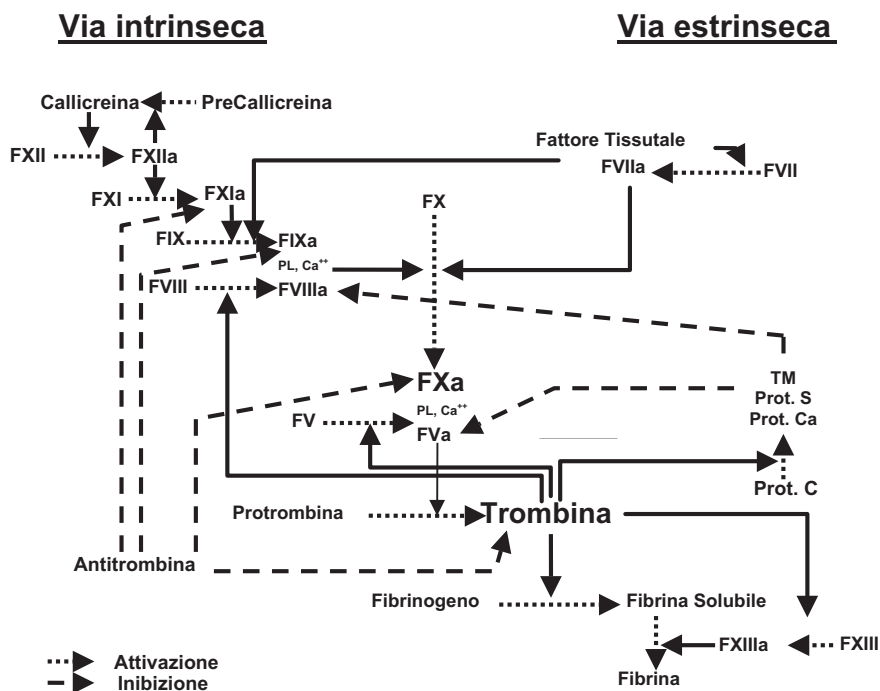 Via intrinseca
Via estrinseca
Callicreina
PreCallicreina
Fattore Tissutale
FXII
FXIIa
FVIIa
FVII
FXI
FXIa
FX
FIX
FIXa
PL, Ca++
FVIII
FVIIIa
FXa
TM
Prot. S
Prot. Ca
PL, Ca++
FV
FVa
Prot. C
Protrombina
Trombina
Antitrombina
Fibrinogeno
Fibrina Solubile
FXIIIa
FXIII
Fibrina
Attivazione
Inibizione